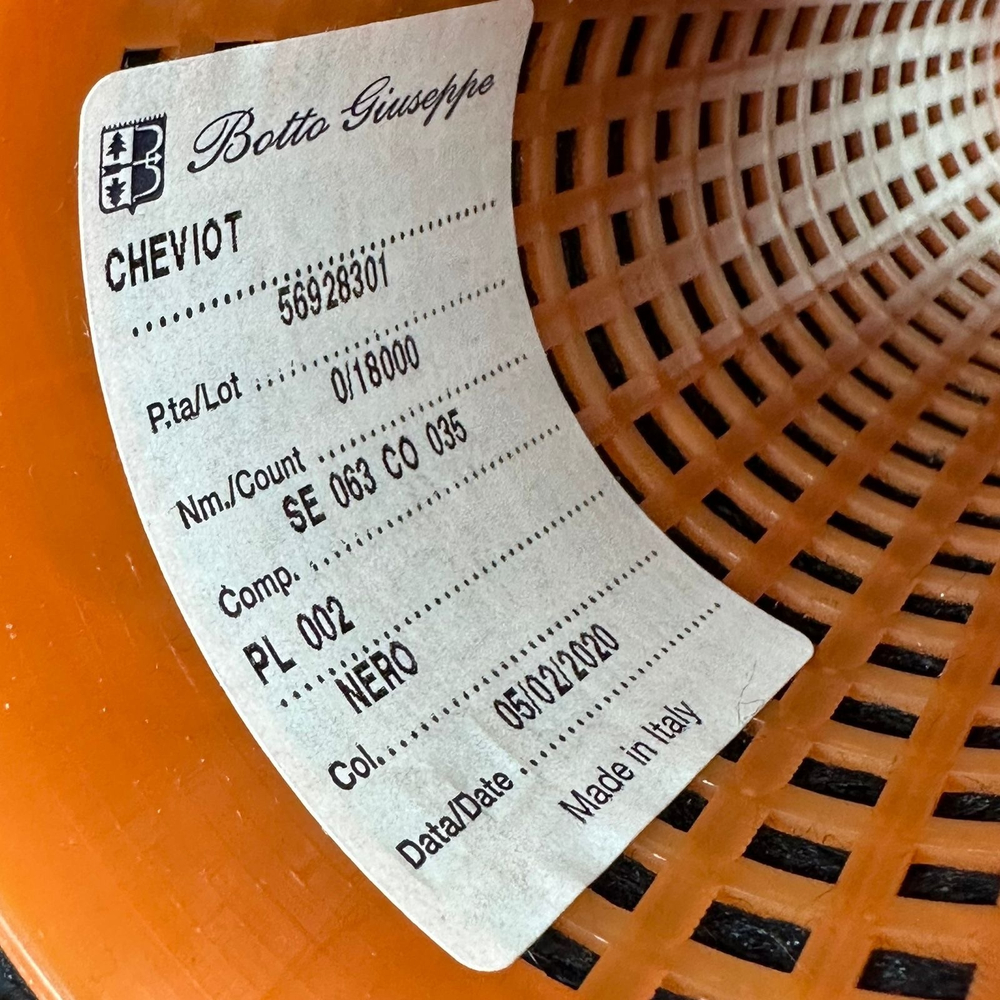 Botto Giuseppe
CHEVIOT
56928301
P.ta/Lot
0/18000
Nm./Count
SE 063 CO 035
Comp.
PL 002
NERO
Col.
05/02/2020
Data/Date
Made in Italy